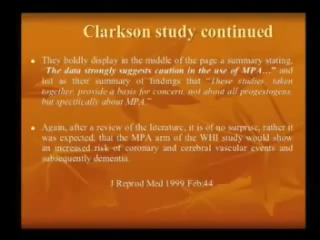 Clarkson study continued
They boldly display in the middle of the page a summary stating,
"The data strongly suggests caution in the use of MPA…" and
led as their summary of findings that "These studies, taken
together, provide a basis for concern, not about all progestogens,
but specifically about MPA."
Again, after a review of the literature, it is of no surprise, rather it
was expected, that the MPA arm of the WHI study would show
an increased risk of coronary and cerebral vascular events and
subsequently dementia.
J Reprod Med 1999 Feb:44